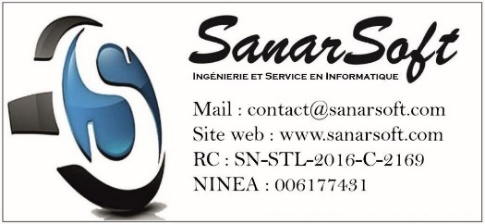 SanarSoft
INGÉNIERIE ET SERVICE EN INFORMATIQUE
Mail : contact@sanarsoft.com
Site web : www.sanarsoft.com
RC : SN-STL-2016-C-2169
NINEA : 006177431